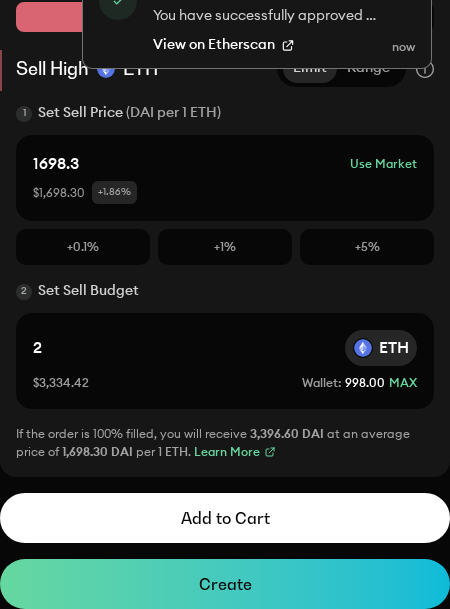 You have successfully approved ...
View on Etherscan
now
Sell High ETH
Limit Range
1 Set Sell Price (DAI per 1 ETH)
1698.3
Use Market
$1,698.30 +1.86%
+0.1% +1% +5%
2 Set Sell Budget
2
ETH
$3,334.42
Wallet: 998.00 MAX
If the order is 100% filled, you will receive 3,396.60 DAI at an average
price of 1,698.30 DAI per 1 ETH. Learn More
Add to Cart
Create